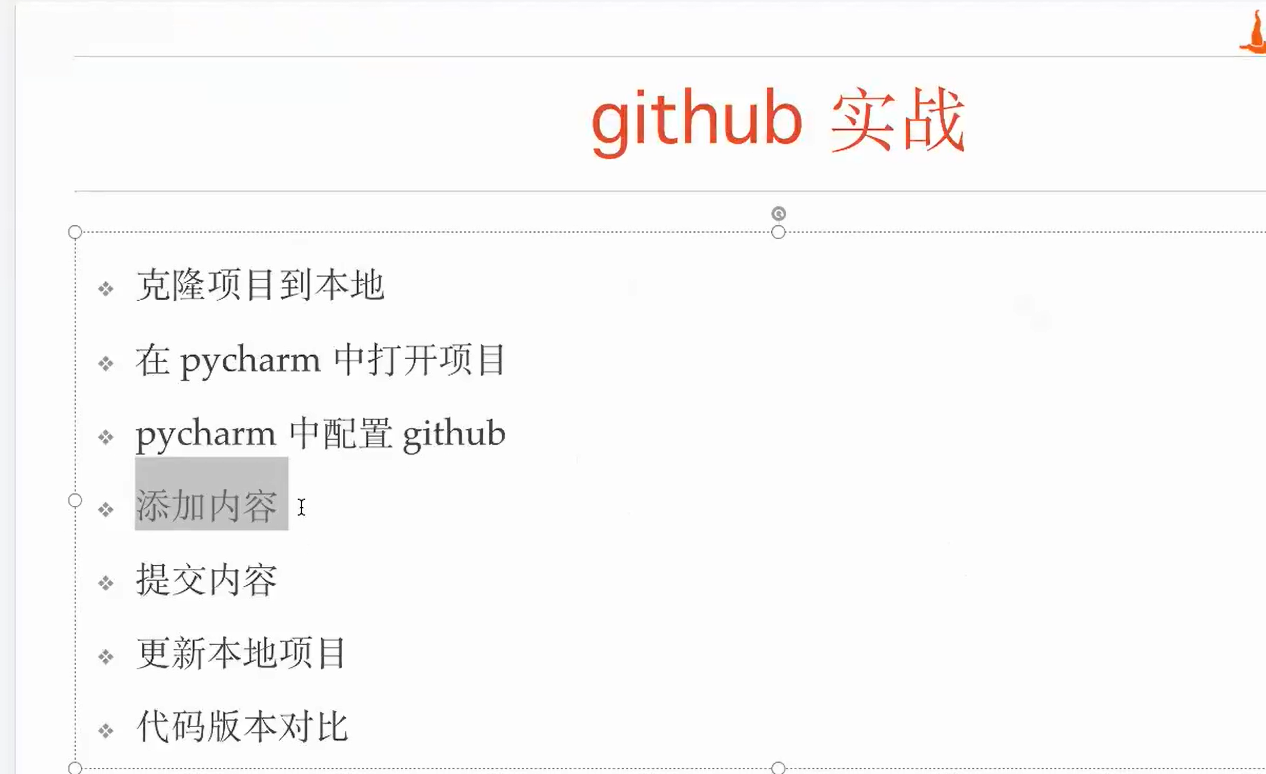 github 实战
克隆项目到本地
在 pycharm 中打开项目
pycharm 中配置 github
添加内容
提交内容
更新本地项目
代码版本对比